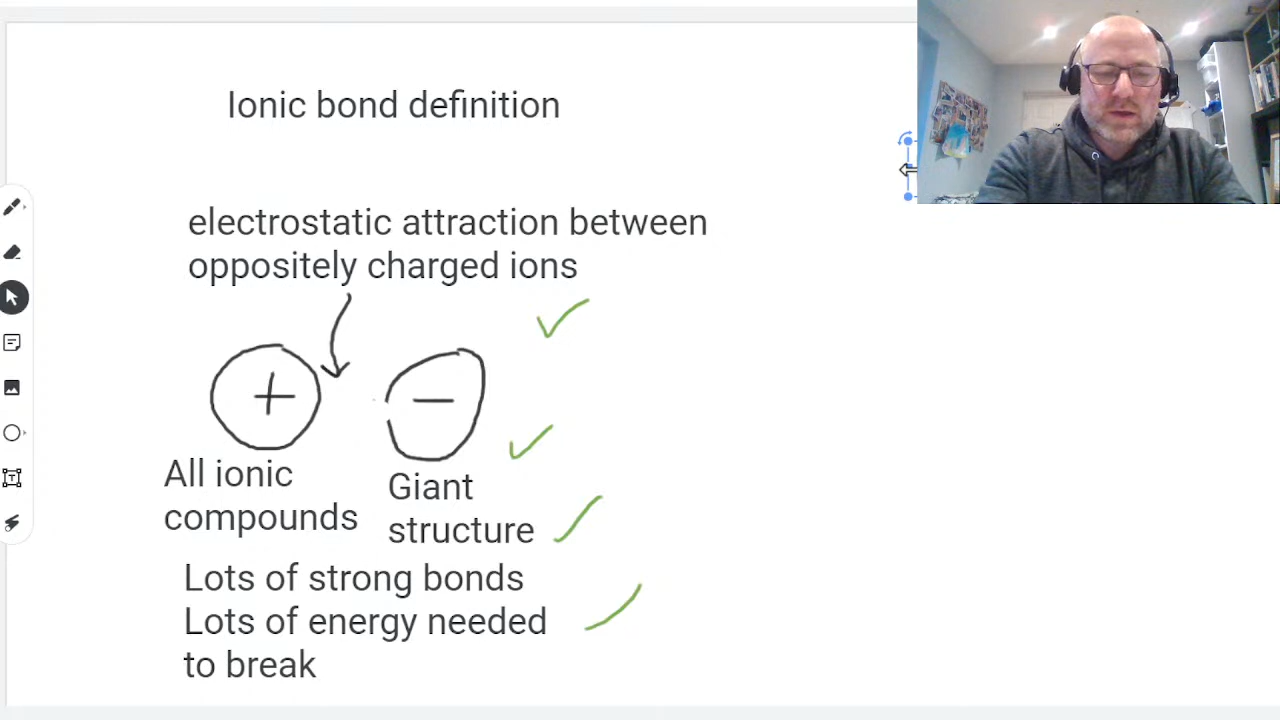 Ionic bond definition
electrostatic attraction between
oppositely charged ions
+ −
All ionic
compounds
Giant
structure
Lots of strong bonds
Lots of energy needed
to break